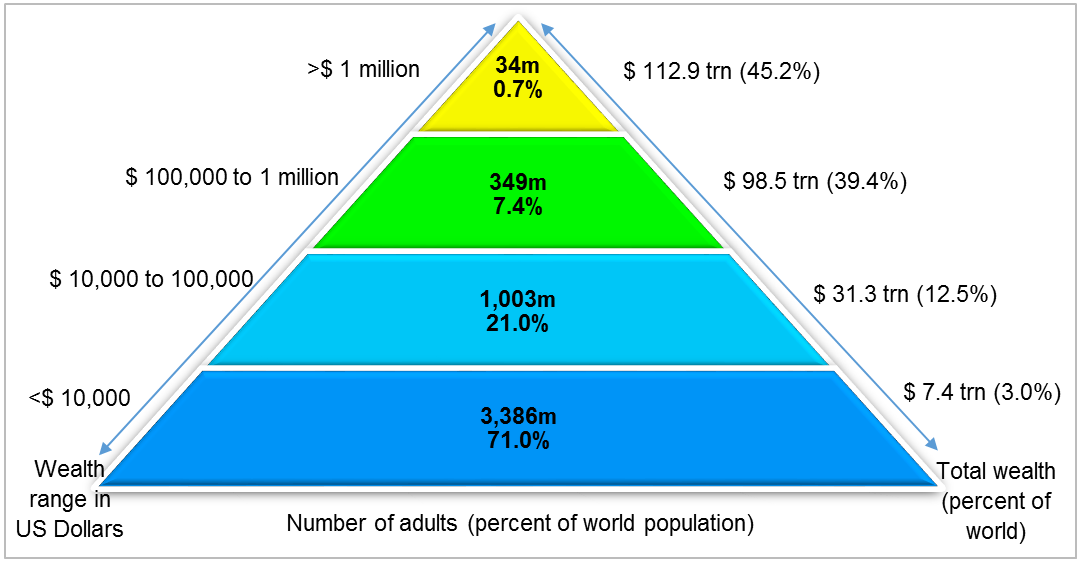 >$ 1 million
34m
0.7%
$ 112.9 trn (45.2%)
$ 100,000 to 1 million
349m
7.4%
$ 98.5 trn (39.4%)
$ 10,000 to 100,000
1,003m
21.0%
$ 31.3 trn (12.5%)
<$ 10,000
3,386m
71.0%
$ 7.4 trn (3.0%)
Wealth
range in
US Dollars
Number of adults (percent of world population)
Total wealth
(percent of
world)